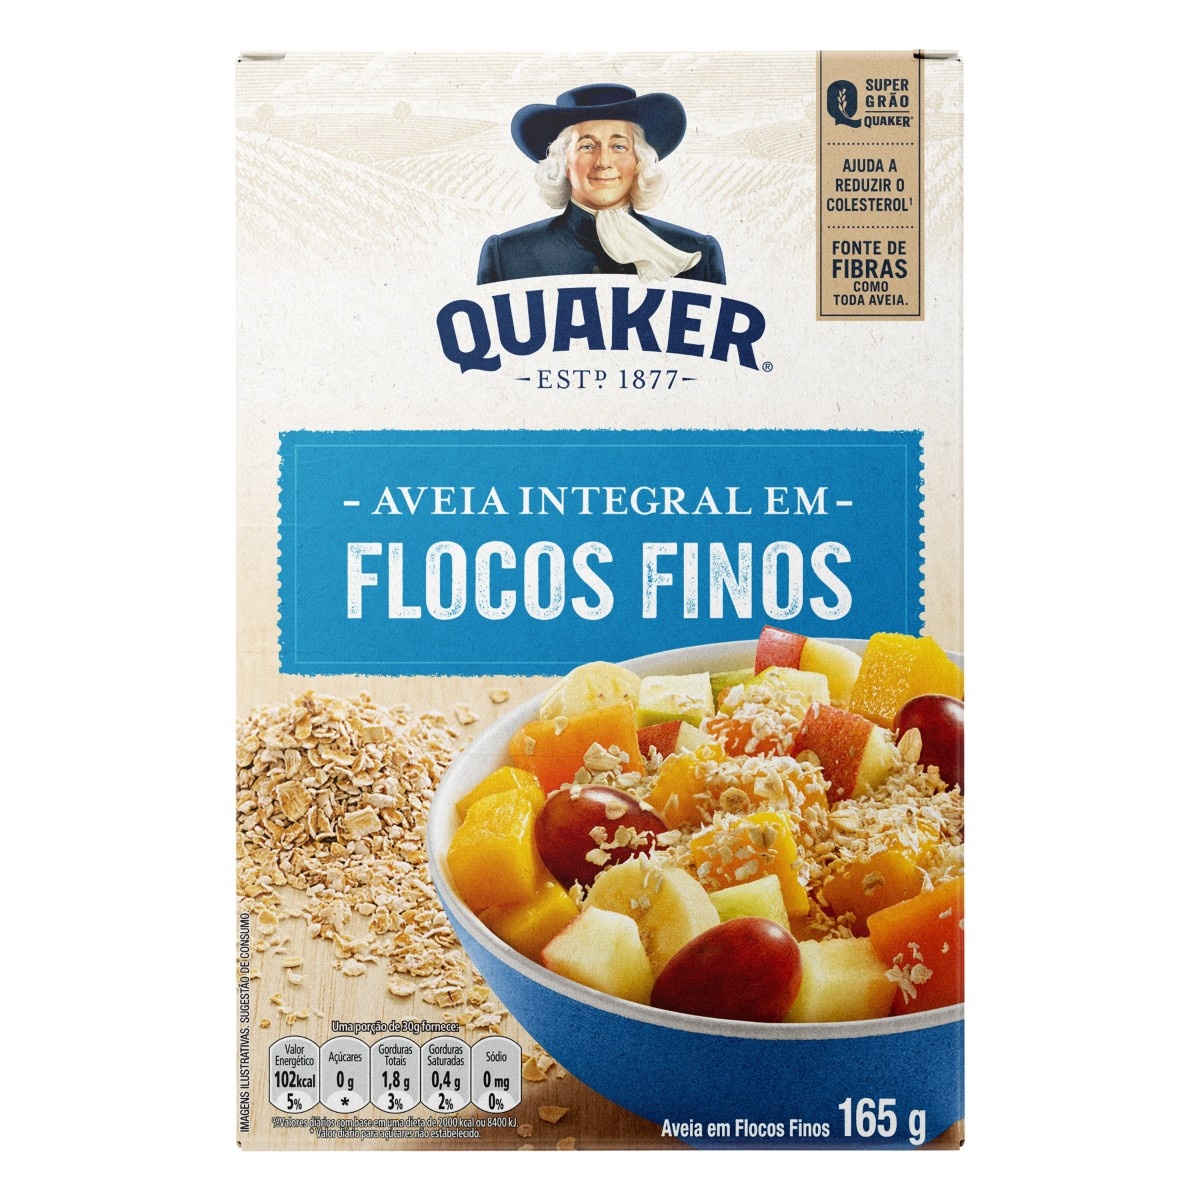 SUPER
GRÃO
QUAKER®
AJUDA A
REDUZIR O
COLESTEROL¹
FONTE DE
FIBRAS
COMO
TODA AVEIA.
QUAKER®
-ESTD 1877-
- AVEIA INTEGRAL EM -
FLOCOS FINOS
IMAGENS ILUSTRATIVAS. SUGESTÃO DE CONSUMO.
Uma porção de 30g fornece:
Valor
Energético
102kcal
5%
Açúcares
0 g
*
Gorduras
Totais
1,8 g
3%
Gorduras
Saturadas
0,4 g
2%
Sódio
0 mg
0%
%Valores diários com base em uma dieta de 2000 kcal ou 8400 kJ.
*Valor diário para açúcares não estabelecido.
Aveia em Flocos Finos 165 g